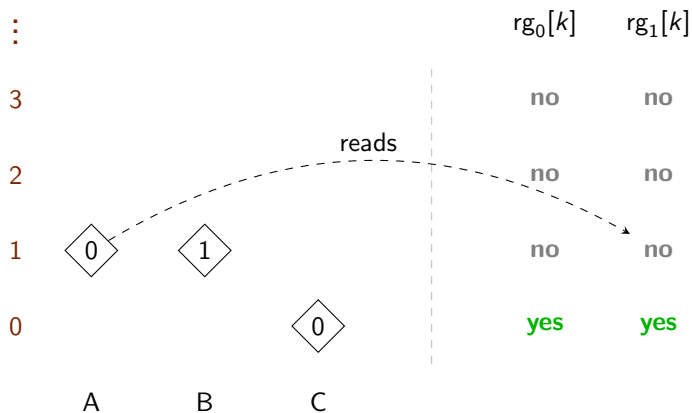 ⋮ rg₀[k] rg₁[k]
3 no no
reads
2 no no
1 0 1 no no
0 0 yes yes
A B C